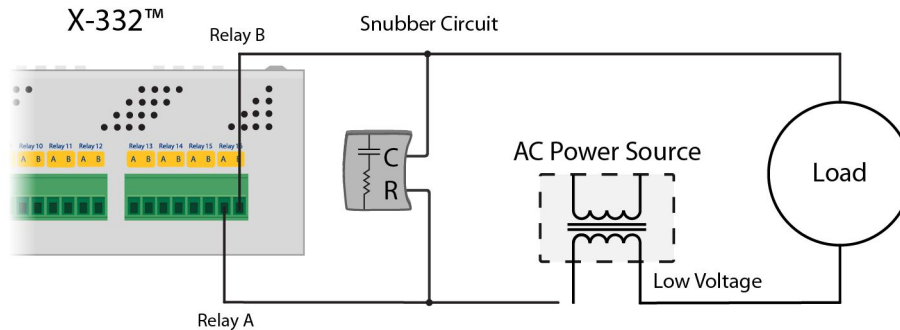 X-332™
Relay B
Snubber Circuit
Relay 10 Relay 11 Relay 12 Relay 13 Relay 14 Relay 15 Relay 16
A B A B A B A B A B A B A B
C
R
AC Power Source
Load
Low Voltage
Relay A